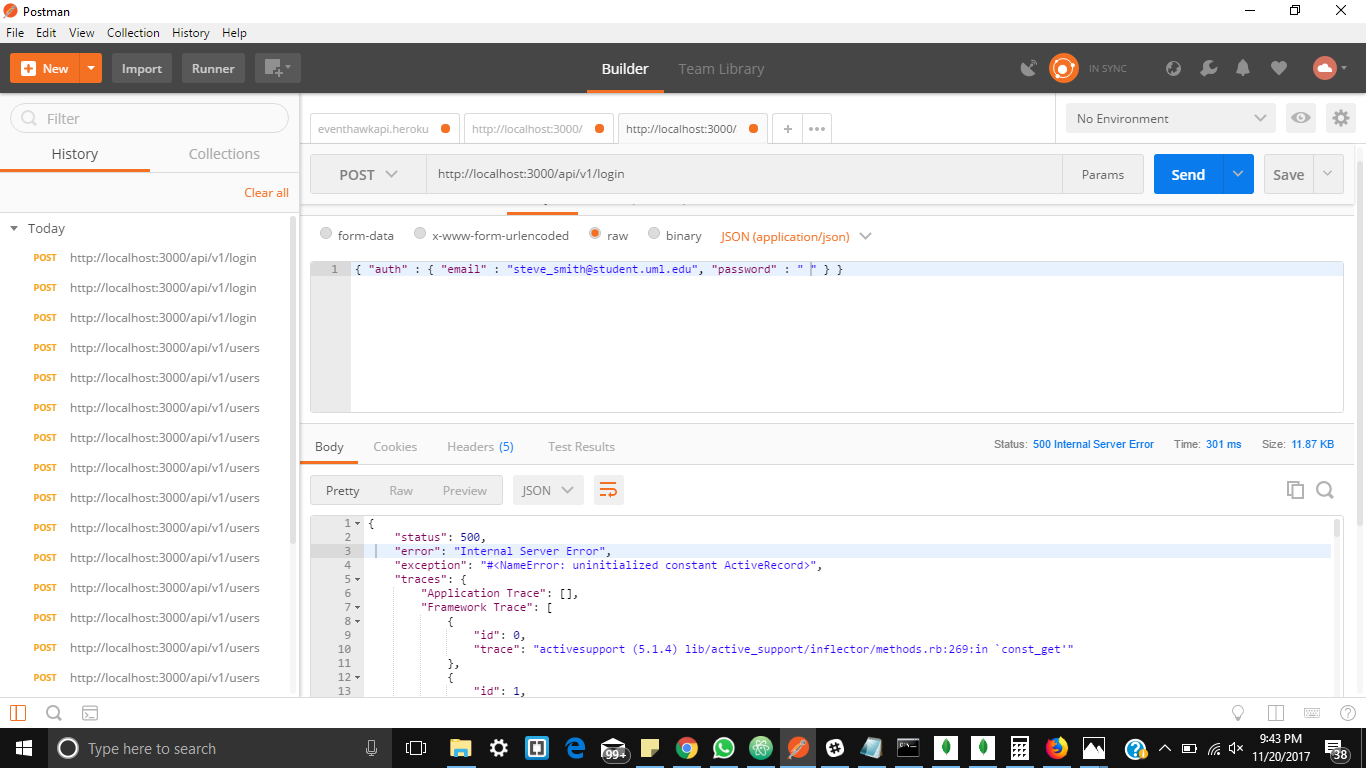 Postman
File Edit View Collection History Help
New Import Runner Builder Team Library IN SYNC
Filter
History Collections
Clear all
Today
POST http://localhost:3000/api/v1/login
POST http://localhost:3000/api/v1/login
POST http://localhost:3000/api/v1/login
POST http://localhost:3000/api/v1/users
POST http://localhost:3000/api/v1/users
POST http://localhost:3000/api/v1/users
POST http://localhost:3000/api/v1/users
POST http://localhost:3000/api/v1/users
POST http://localhost:3000/api/v1/users
POST http://localhost:3000/api/v1/users
POST http://localhost:3000/api/v1/users
POST http://localhost:3000/api/v1/users
POST http://localhost:3000/api/v1/users
POST http://localhost:3000/api/v1/users
POST http://localhost:3000/api/v1/users
eventhawkapi.heroku http://localhost:3000/ http://localhost:3000/ + •••
No Environment
POST http://localhost:3000/api/v1/login Params Send Save
form-data x-www-form-urlencoded raw binary JSON (application/json)
1 { "auth" : { "email" : "steve_smith@student.uml.edu", "password" : " " } }
Body Cookies Headers (5) Test Results Status: 500 Internal Server Error Time: 301 ms Size: 11.87 KB
Pretty Raw Preview JSON
1 {
2 "status": 500,
3 "error": "Internal Server Error",
4 "exception": "#<NameError: uninitialized constant ActiveRecord>",
5 "traces": {
6 "Application Trace": [],
7 "Framework Trace": [
8 {
9 "id": 0,
10 "trace": "activesupport (5.1.4) lib/active_support/inflector/methods.rb:269:in `const_get'"
11 },
12 {
13 "id": 1,
Type here to search
99+
9:43 PM
11/20/2017
38